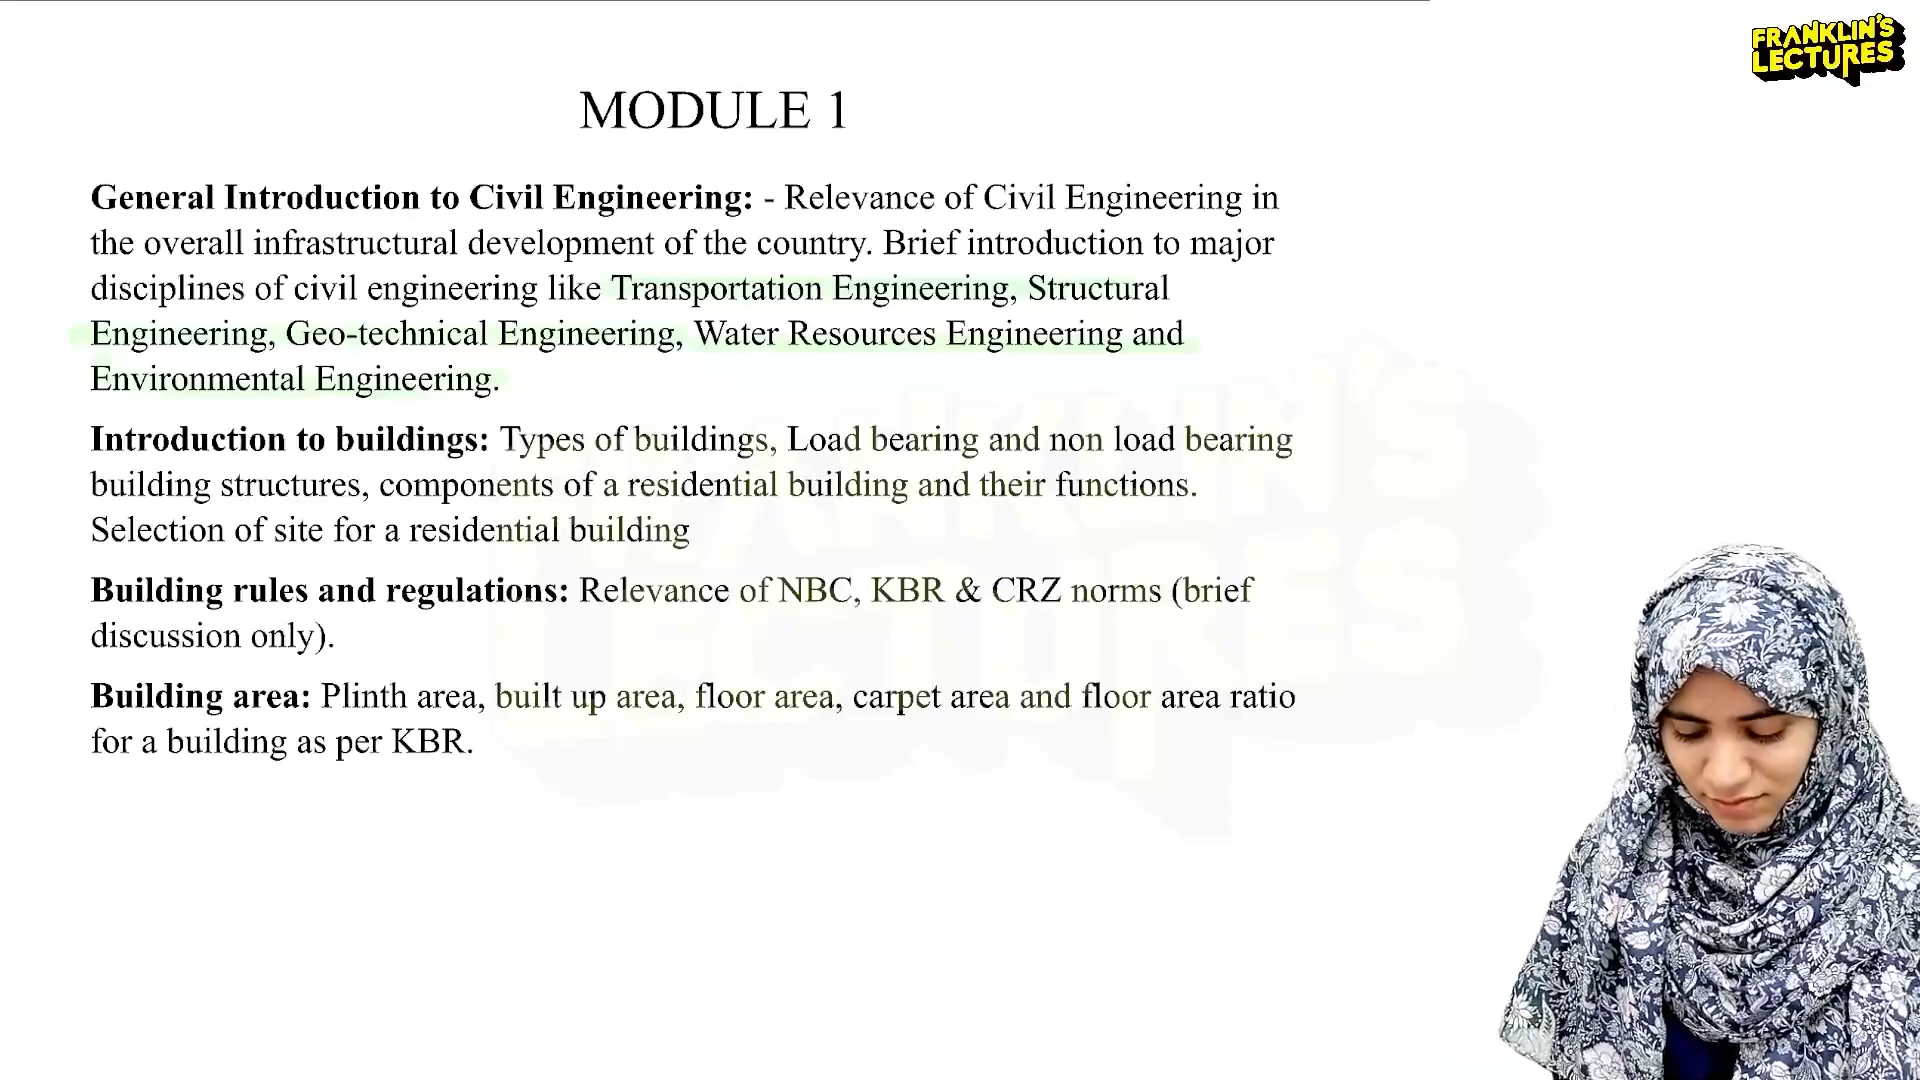 FRANKLIN'S
LECTURES
MODULE 1
General Introduction to Civil Engineering: - Relevance of Civil Engineering in
the overall infrastructural development of the country. Brief introduction to major
disciplines of civil engineering like Transportation Engineering, Structural
Engineering, Geo-technical Engineering, Water Resources Engineering and
Environmental Engineering.
Introduction to buildings: Types of buildings, Load bearing and non load bearing
building structures, components of a residential building and their functions.
Selection of site for a residential building
Building rules and regulations: Relevance of NBC, KBR & CRZ norms (brief
discussion only).
Building area: Plinth area, built up area, floor area, carpet area and floor area ratio
for a building as per KBR.
FRANKLIN'S
LECTURES